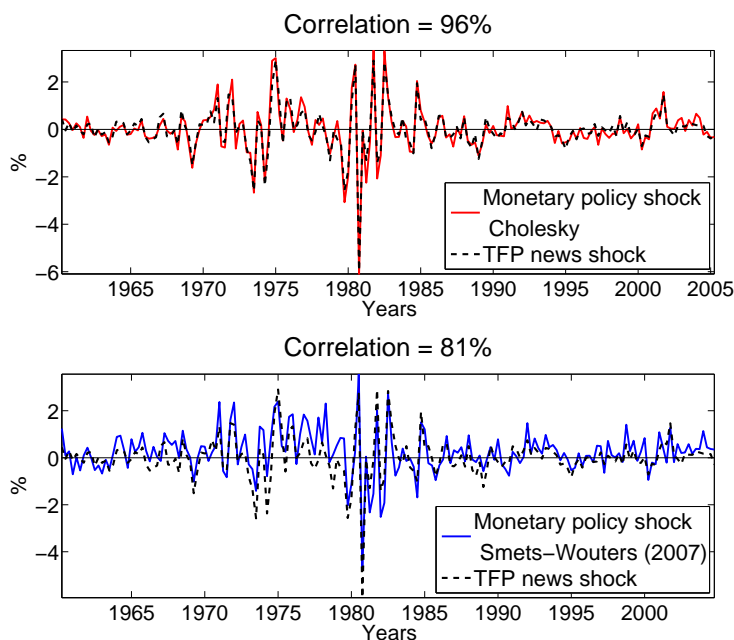 Correlation = 96%
2
0
−2
−4
−6
%
Monetary policy shock
Cholesky
TFP news shock
1965 1970 1975 1980 1985 1990 1995 2000 2005
Years
Correlation = 81%
2
0
−2
−4
%
Monetary policy shock
Smets−Wouters (2007)
TFP news shock
1965 1970 1975 1980 1985 1990 1995 2000
Years